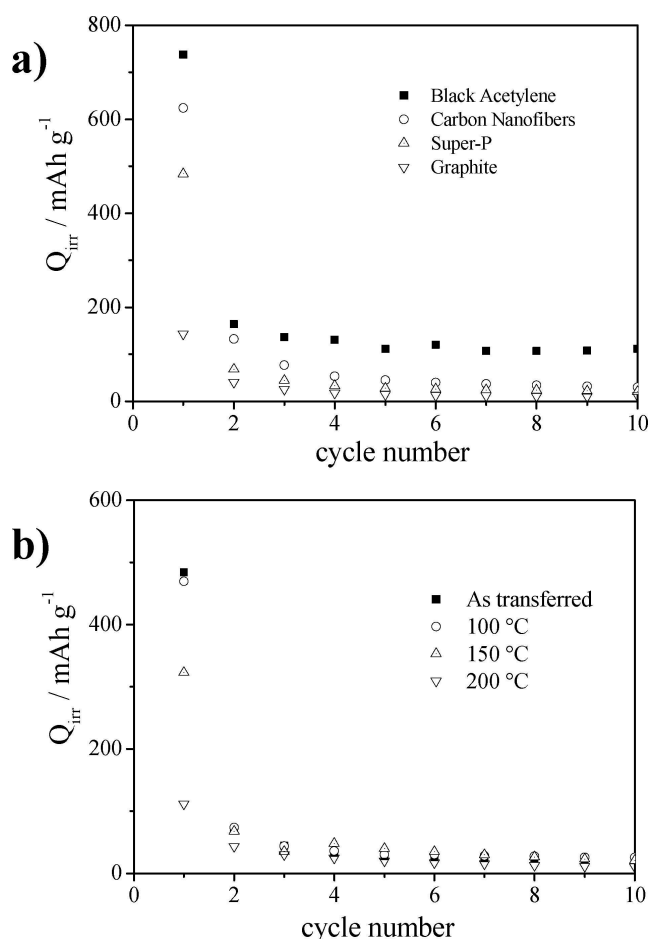 a)
800
600
400
200
0
Q_irr / mAh g⁻¹
Black Acetylene
Carbon Nanofibers
Super-P
Graphite
0 2 4 6 8 10
cycle number
b)
600
400
200
0
Q_irr / mAh g⁻¹
As transferred
100 °C
150 °C
200 °C
0 2 4 6 8 10
cycle number